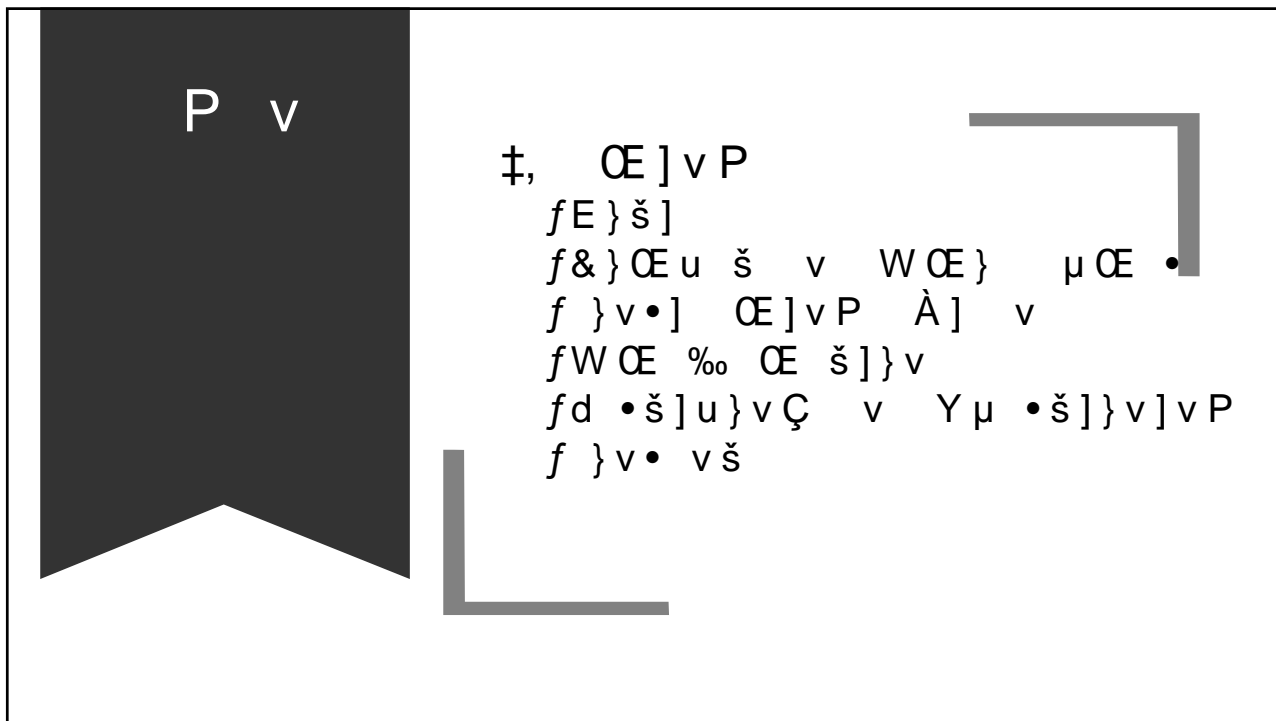 P v
‡, Œ ] v P
ƒE } š ]
ƒ& } Œ u š v W Œ } µ Œ •
ƒ } v • ] Œ ] v P À ] v
ƒW Œ ‰ Œ š ] } v
ƒd • š ] u } v Ç v Y µ • š ] } v ] v P
ƒ } v • v š